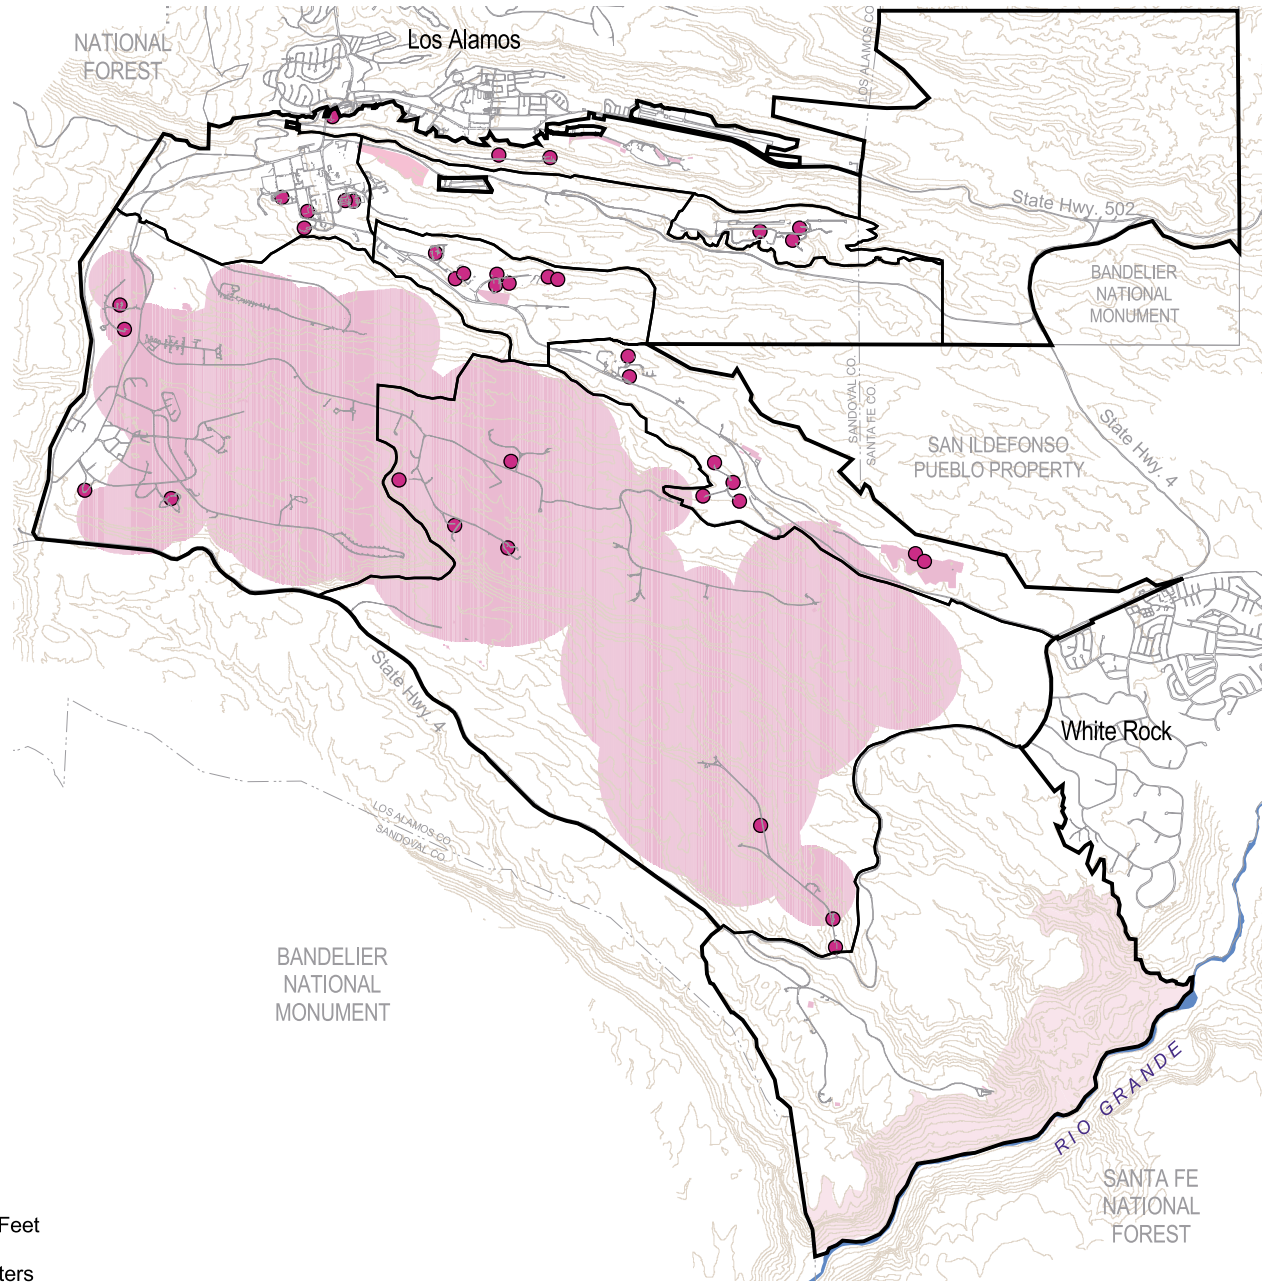 NATIONAL
FOREST
Los Alamos
LOS ALAMOS CO.
State Hwy. 502
BANDELIER
NATIONAL
MONUMENT
SANDOVAL CO.
SANTA FE CO.
State Hwy. 4
SAN ILDEFONSO
PUEBLO PROPERTY
State Hwy. 4
White Rock
LOS ALAMOS CO.
SANDOVAL CO.
BANDELIER
NATIONAL
MONUMENT
RIO GRANDE
SANTA FE
NATIONAL
FOREST
Feet
ters